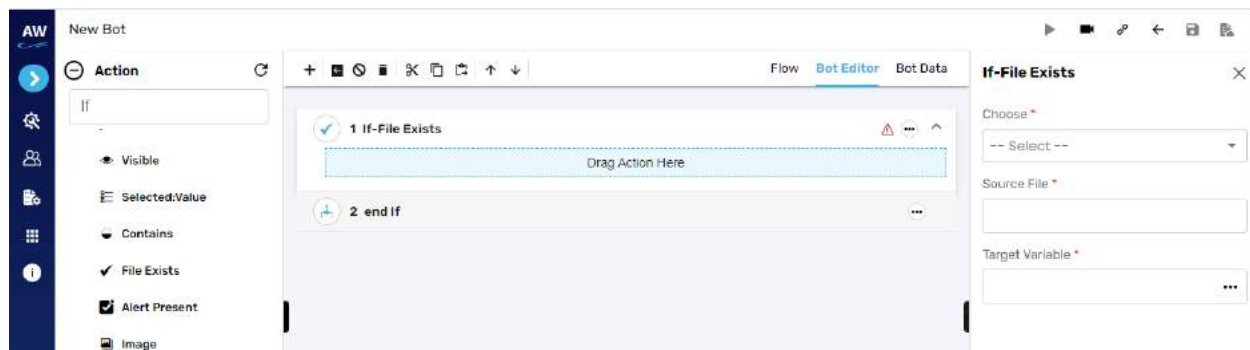 AW
New Bot
Action
If
Visible
Selected:Value
Contains
File Exists
Alert Present
Image
Flow Bot Editor Bot Data
1 If-File Exists
Drag Action Here
2 end If
If-File Exists
Choose *
-- Select --
Source File *
Target Variable *